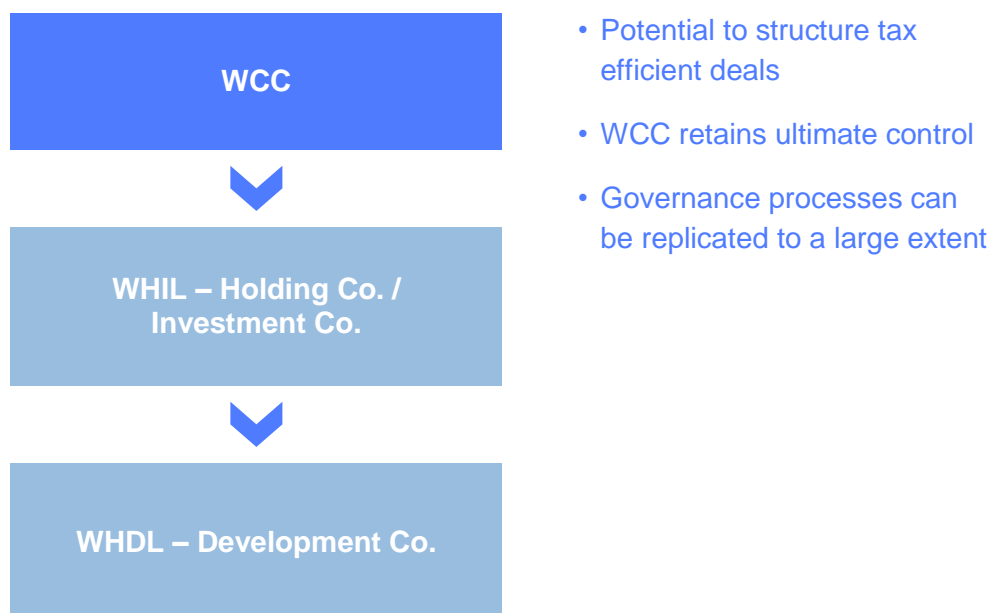 WCC
WHIL – Holding Co. /
Investment Co.
WHDL – Development Co.
• Potential to structure tax
efficient deals
• WCC retains ultimate control
• Governance processes can
be replicated to a large extent